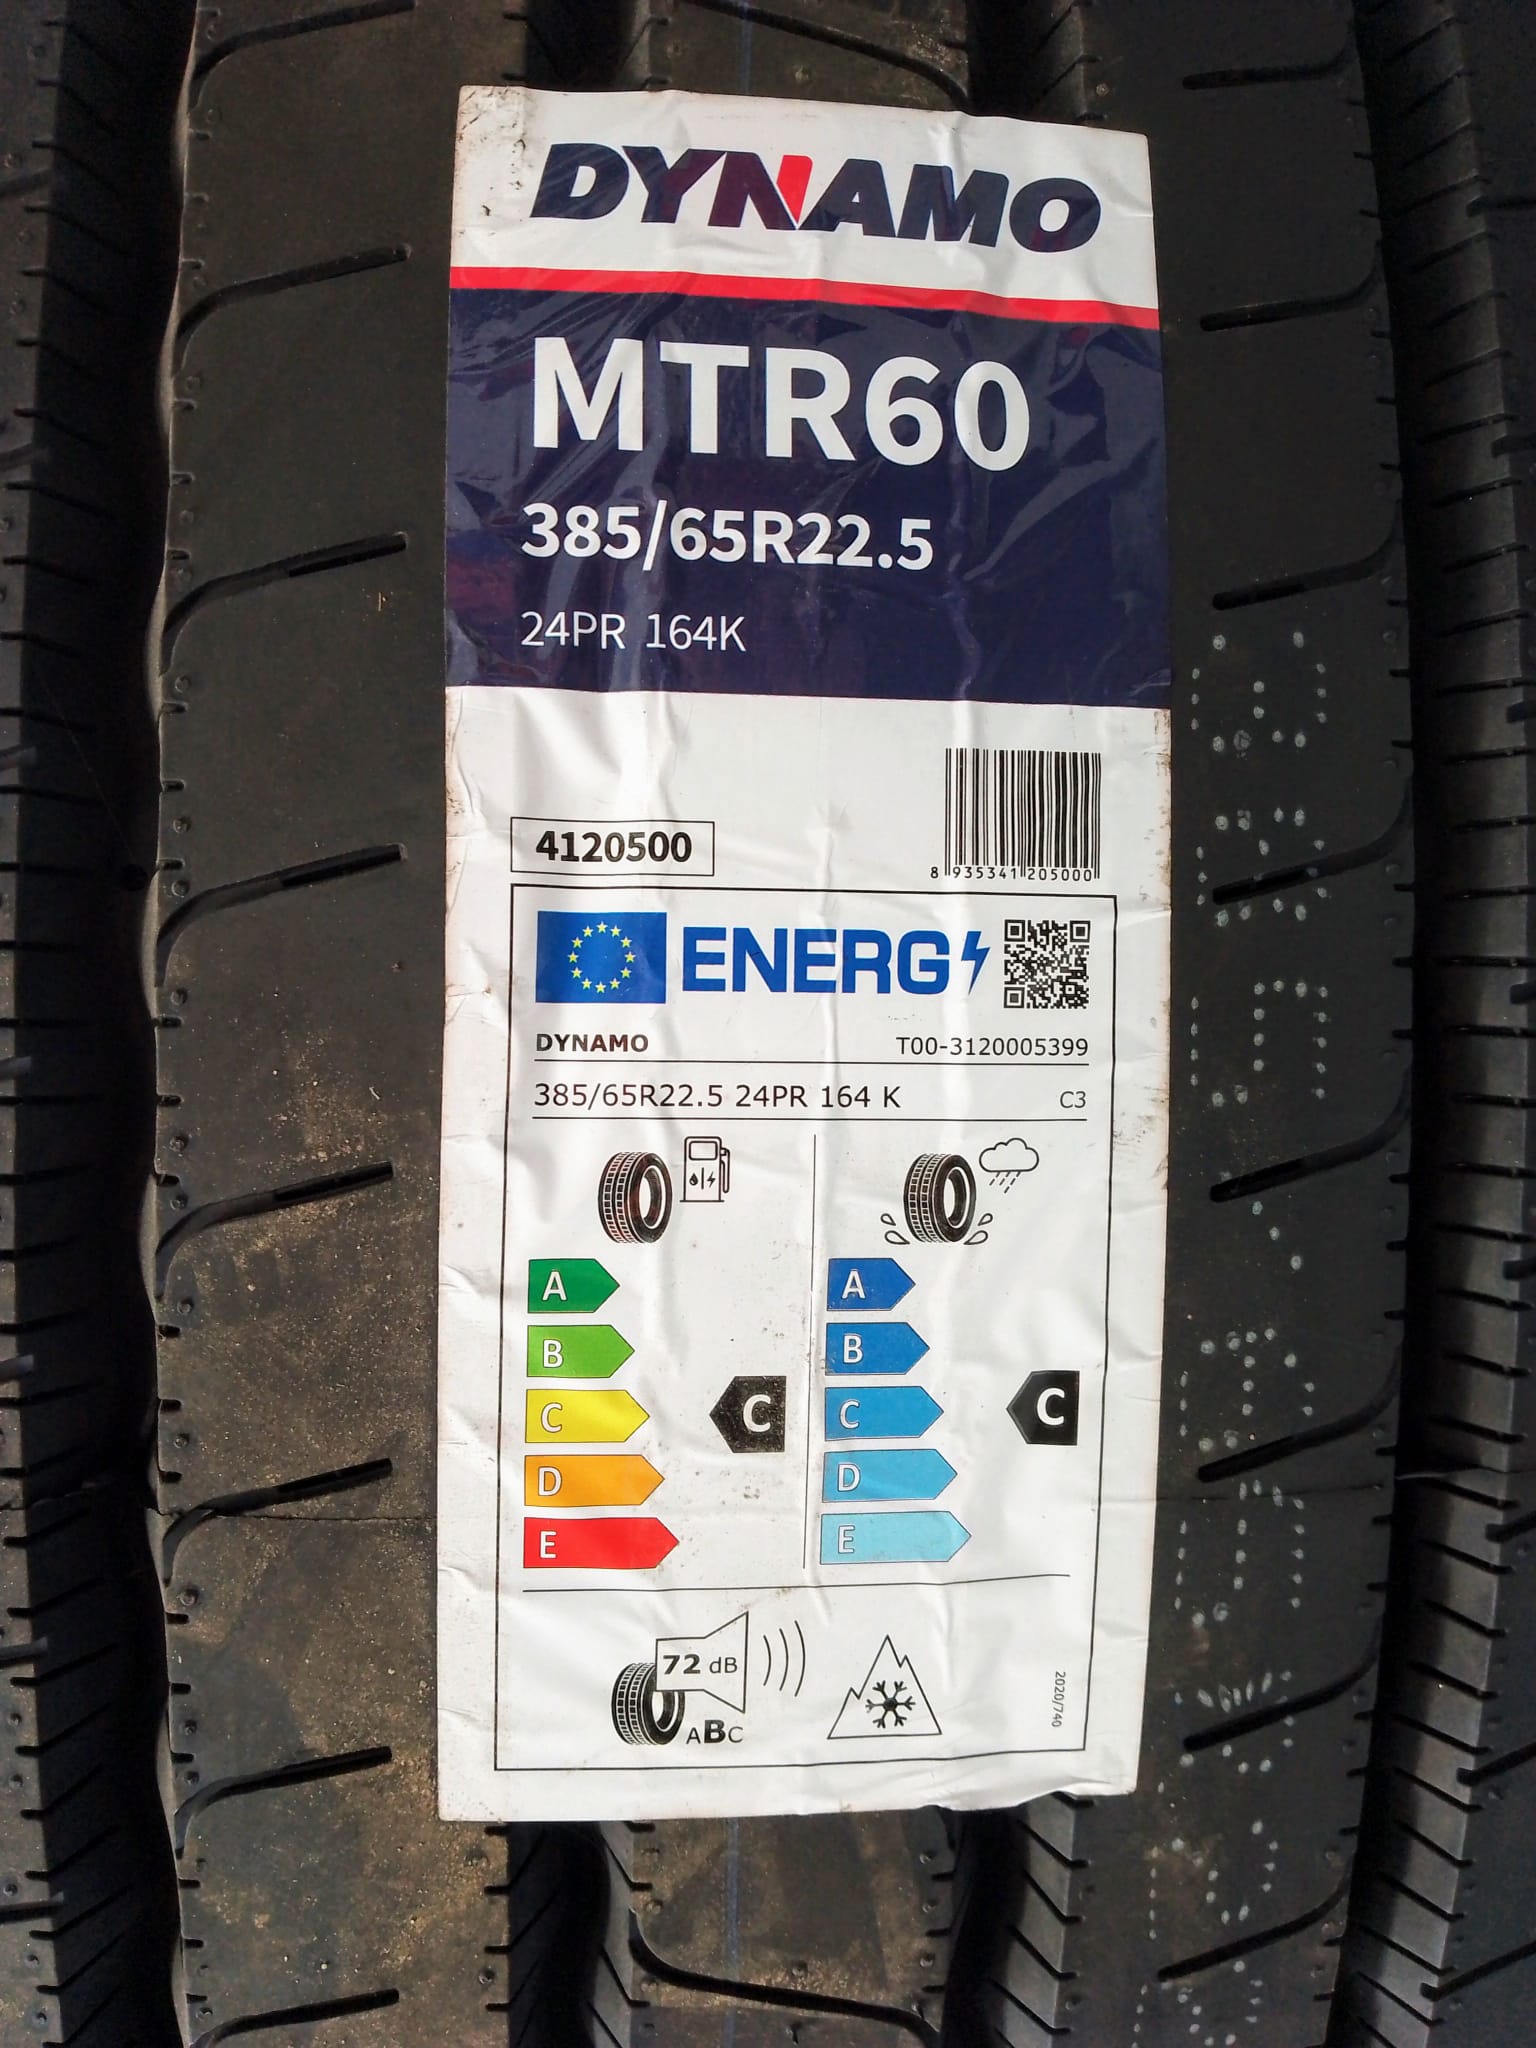 DYNAMO
MTR60
385/65R22.5
24PR 164K
4120500
8 935341 205000
ENERG
DYNAMO
T00-3120005399
385/65R22.5 24PR 164 K
C3
A
B
C
D
E
C
A
B
C
D
E
C
72 dB
ABC
2020/740